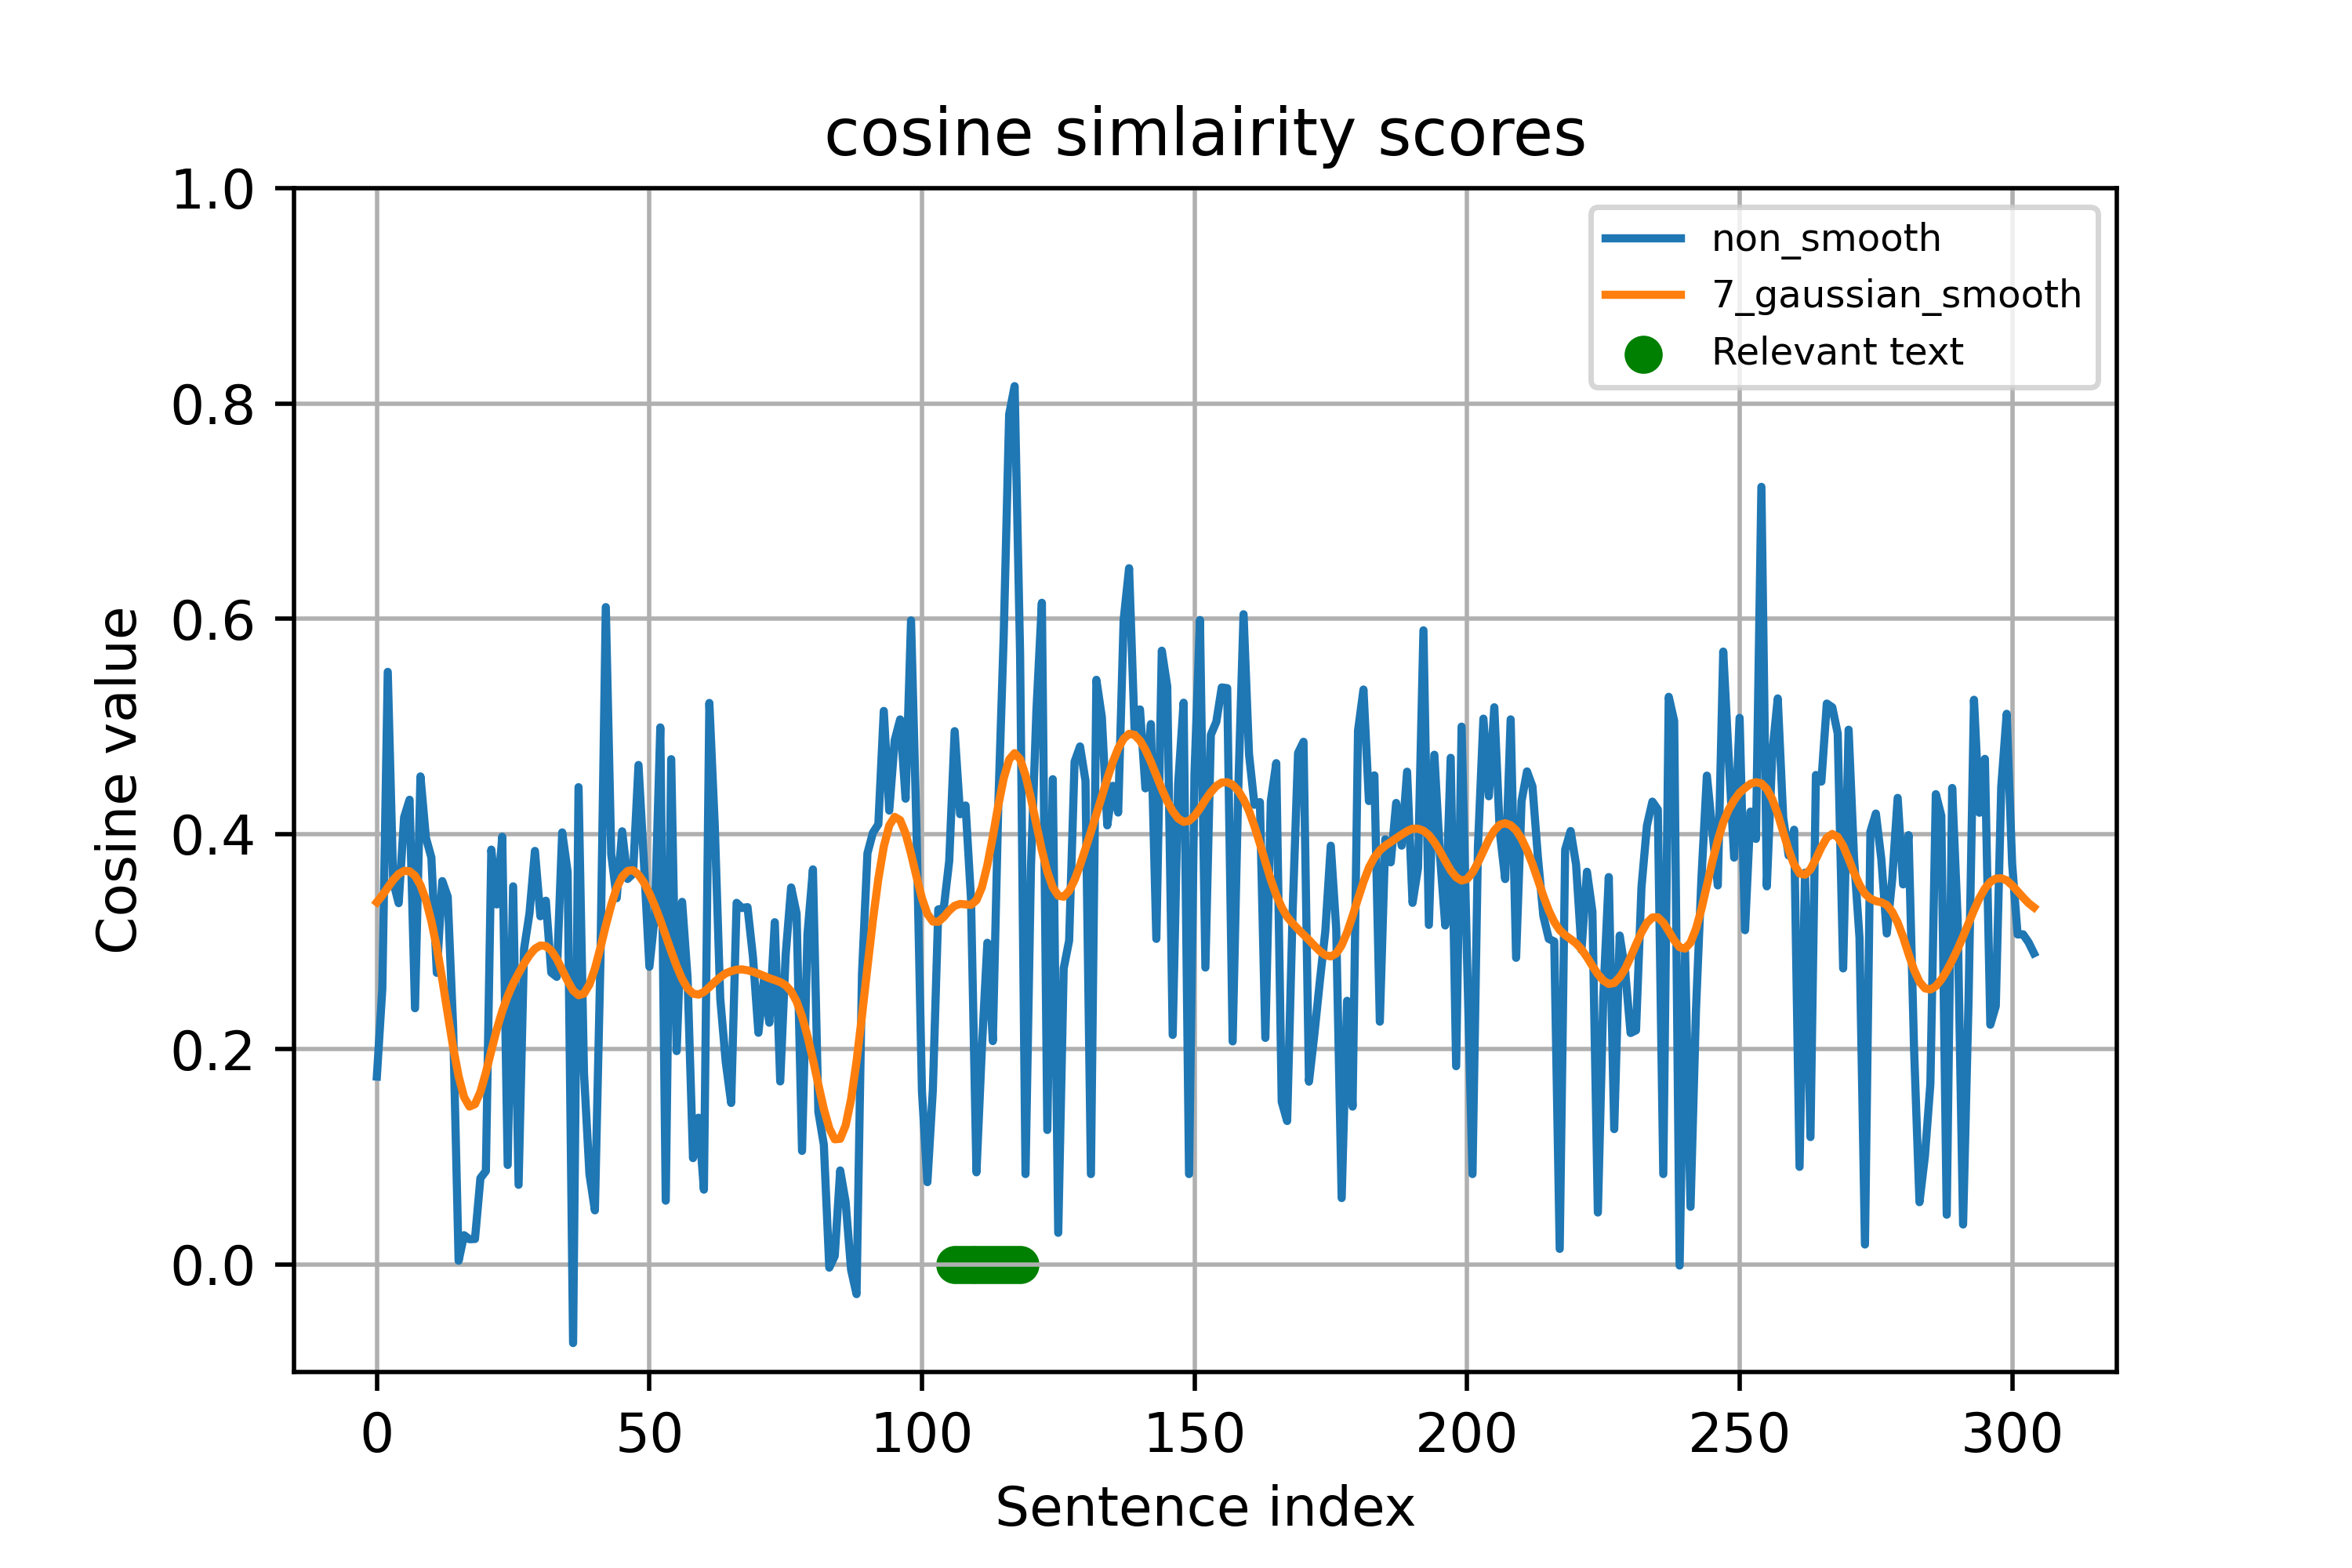 cosine simlairity scores
1.0
0.8
0.6
0.4
0.2
0.0
Cosine value
non_smooth
7_gaussian_smooth
Relevant text
0 50 100 150 200 250 300
Sentence index